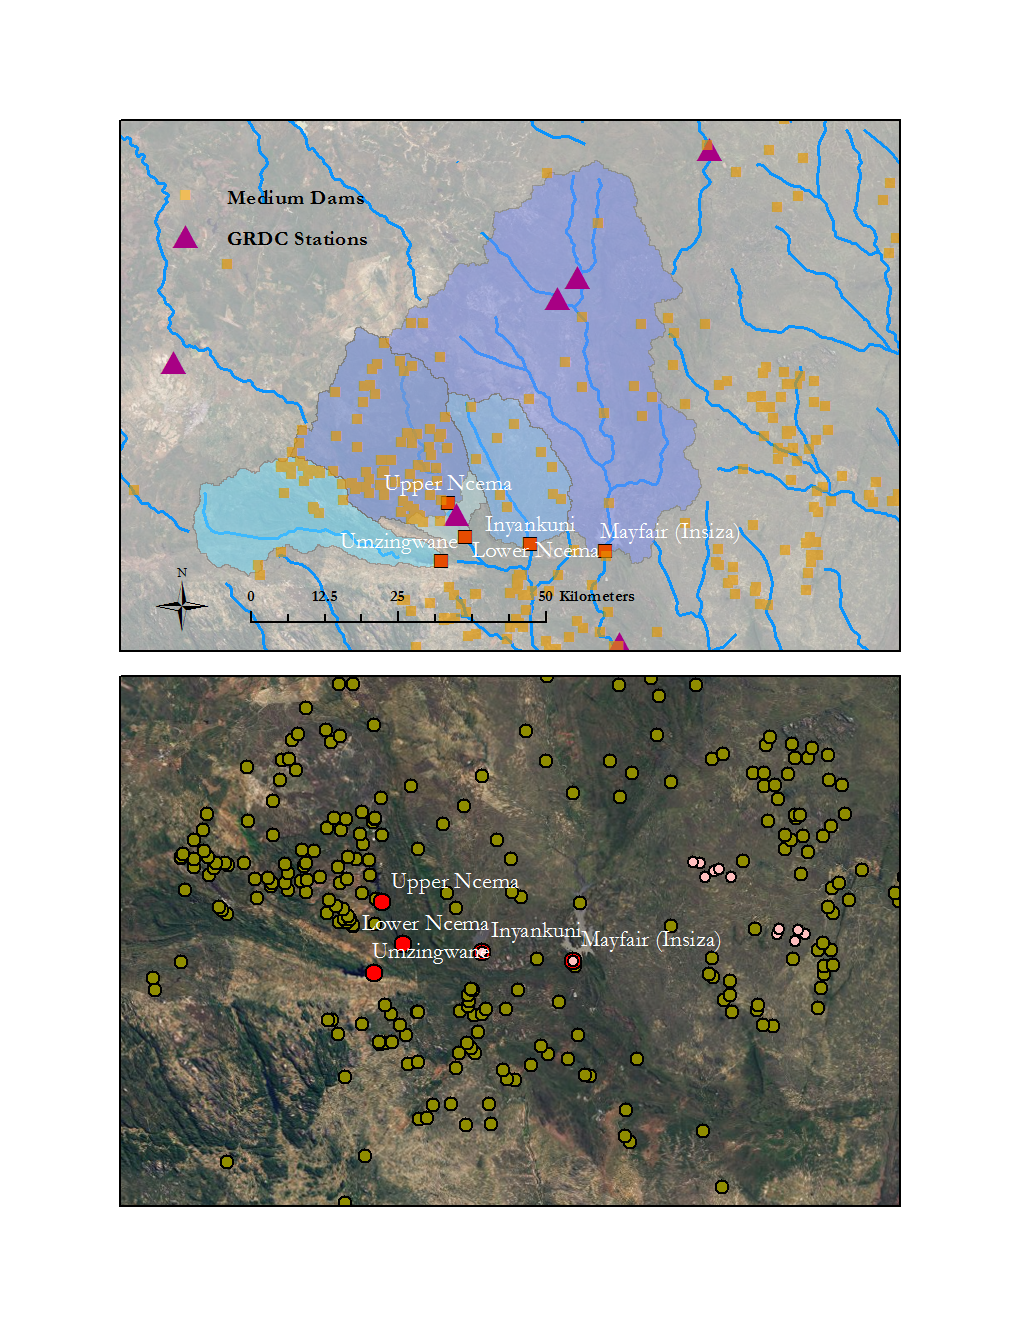 Medium Dams
GRDC Stations
Upper Ncema
Inyankuni
Mayfair (Insiza)
Umzingwane
Lower Ncema
N
0 12.5 25 50 Kilometers
Upper Ncema
Lower Ncema
Inyankuni
Mayfair (Insiza)
Umzingwane